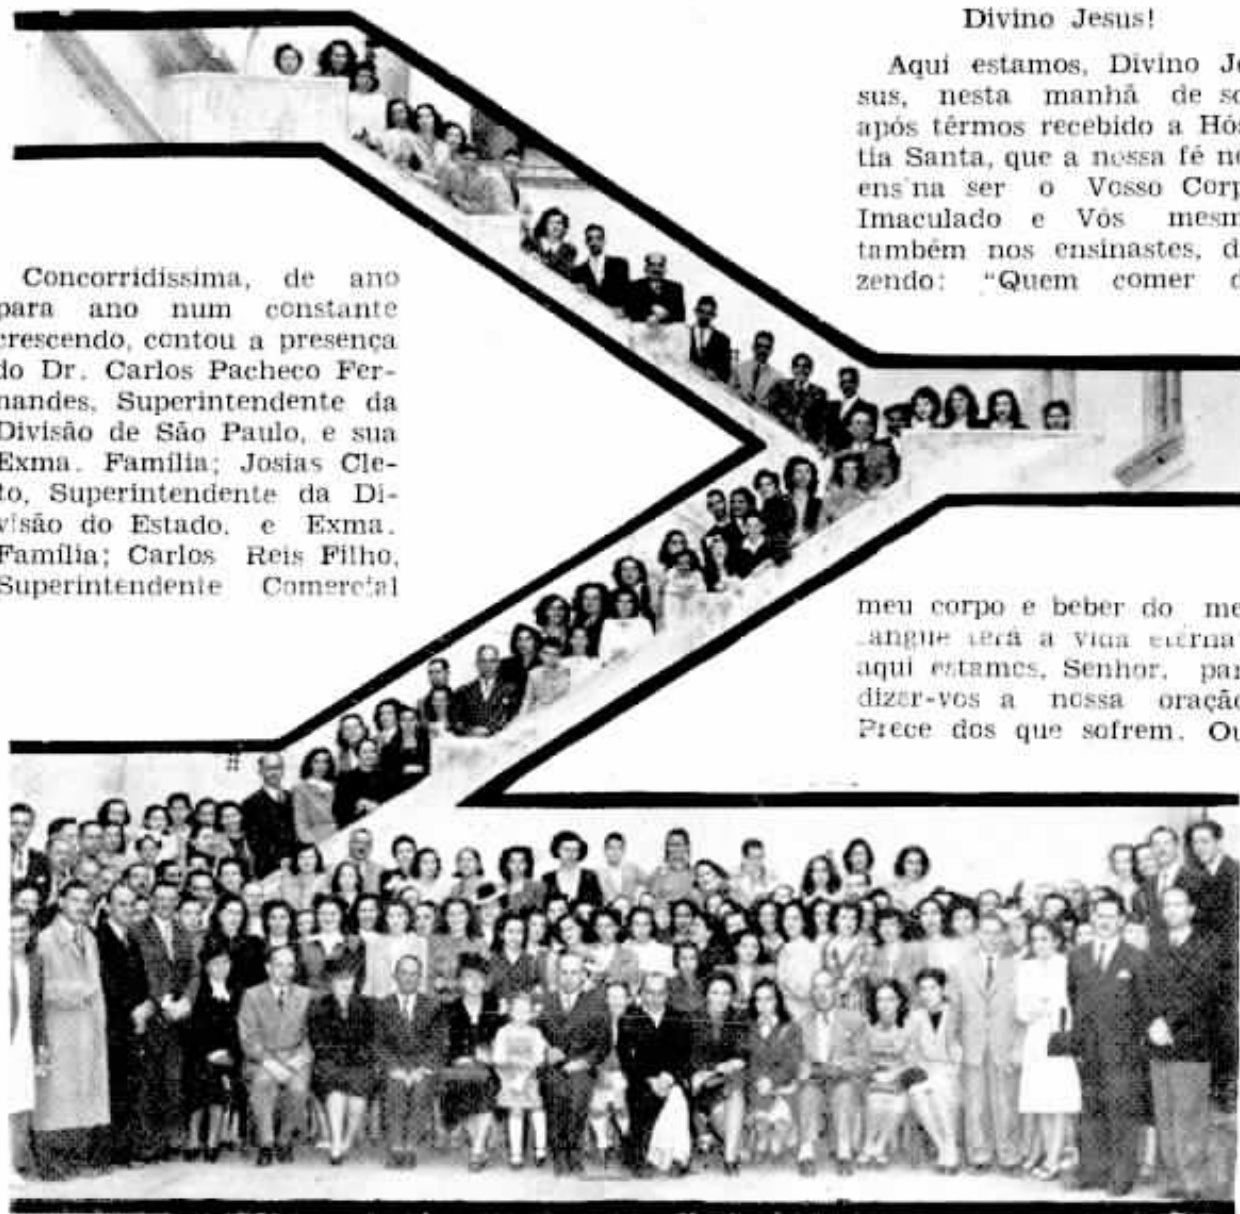 Concorridissima, de ano
para ano num constante
crescendo, contou a presença
do Dr. Carlos Pacheco Fer-
nandes, Superintendente da
Divisão de São Paulo, e sua
Exma. Família; Josias Cle-
to, Superintendente da Di-
visão do Estado, e Exma.
Família; Carlos Reis Filho,
Superintendente Comercial
Divino Jesus!
Aqui estamos, Divino Je
sus, nesta manhã de so
após têrmos recebido a Hós
tia Santa, que a nossa fé no
ens na ser o Vosso Corp
Imaculado e Vós mesm
também nos ensinastes, d
zendo: "Quem comer d
meu corpo e beber do me
angue terá a vida eterna
aqui estamos, Senhor, par
dizer-vos a nossa oração
Prece dos que sofrem. Ou